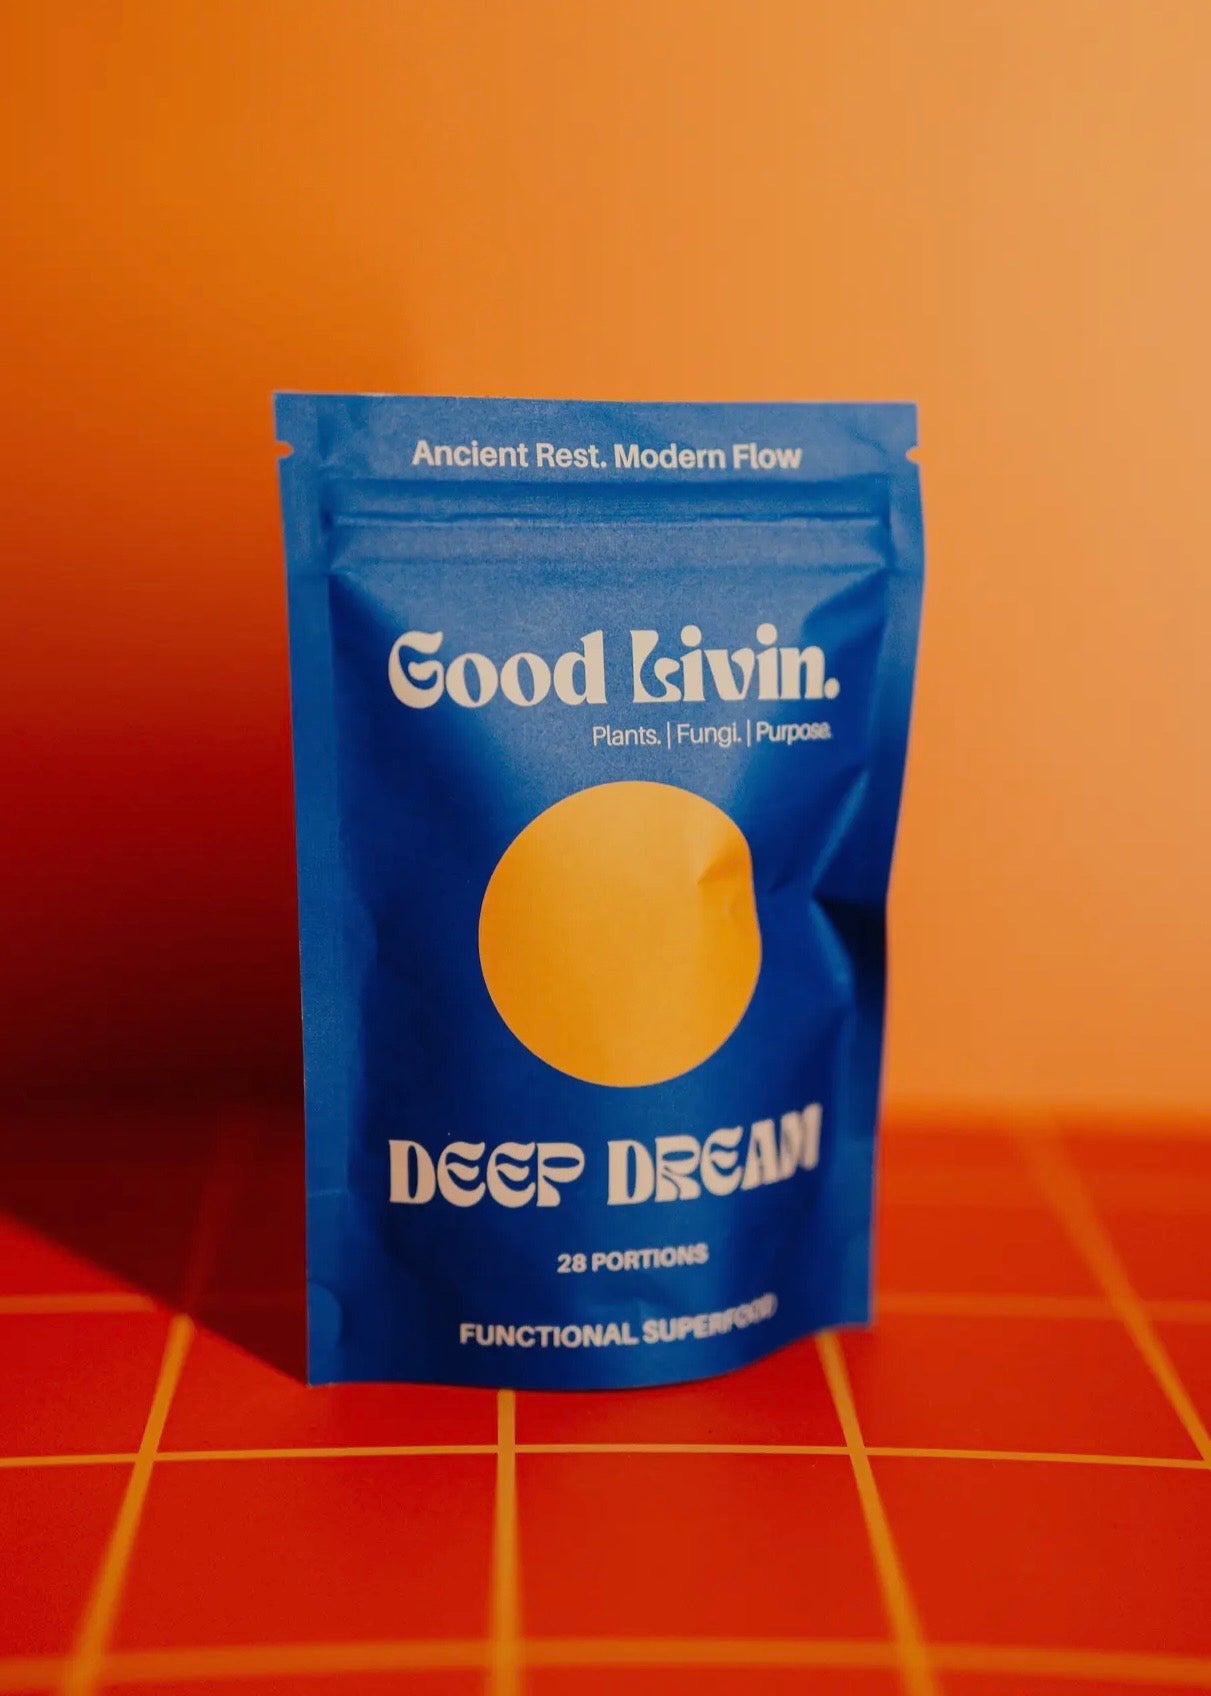 Ancient Rest. Modern Flow
Good Livin.
Plants. | Fungi. | Purpose.
DEEP DREAM
28 PORTIONS
FUNCTIONAL SUPERFOOD